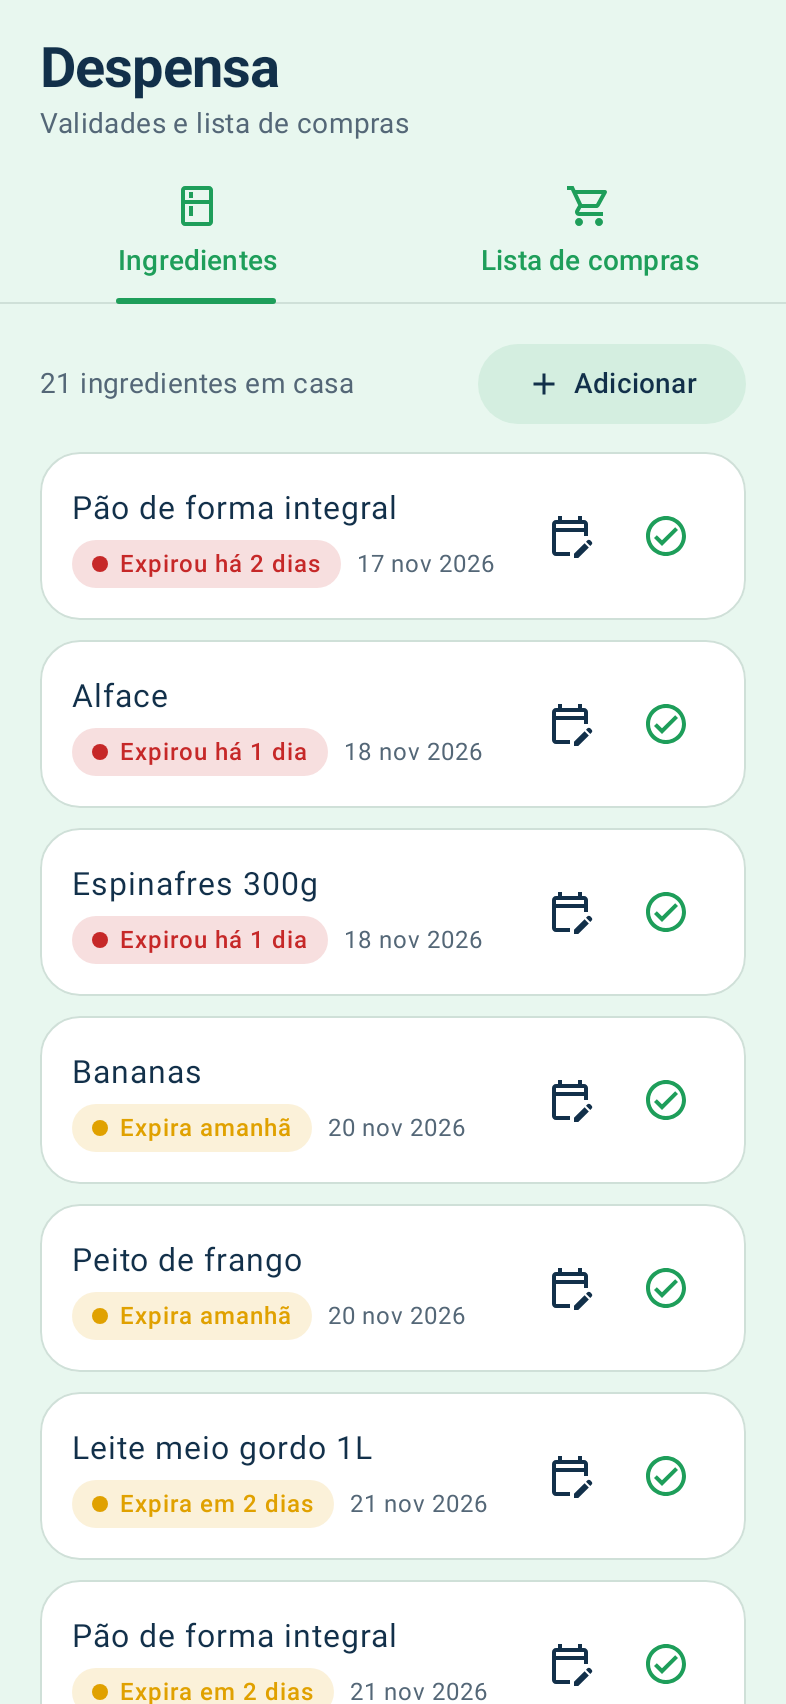 Despensa
Validades e lista de compras
Ingredientes
Lista de compras
21 ingredientes em casa
Adicionar
Pão de forma integral
Expirou há 2 dias 17 nov 2026
Alface
Expirou há 1 dia 18 nov 2026
Espinafres 300g
Expirou há 1 dia 18 nov 2026
Bananas
Expira amanhã 20 nov 2026
Peito de frango
Expira amanhã 20 nov 2026
Leite meio gordo 1L
Expira em 2 dias 21 nov 2026
Pão de forma integral
Expira em 2 dias 21 nov 2026